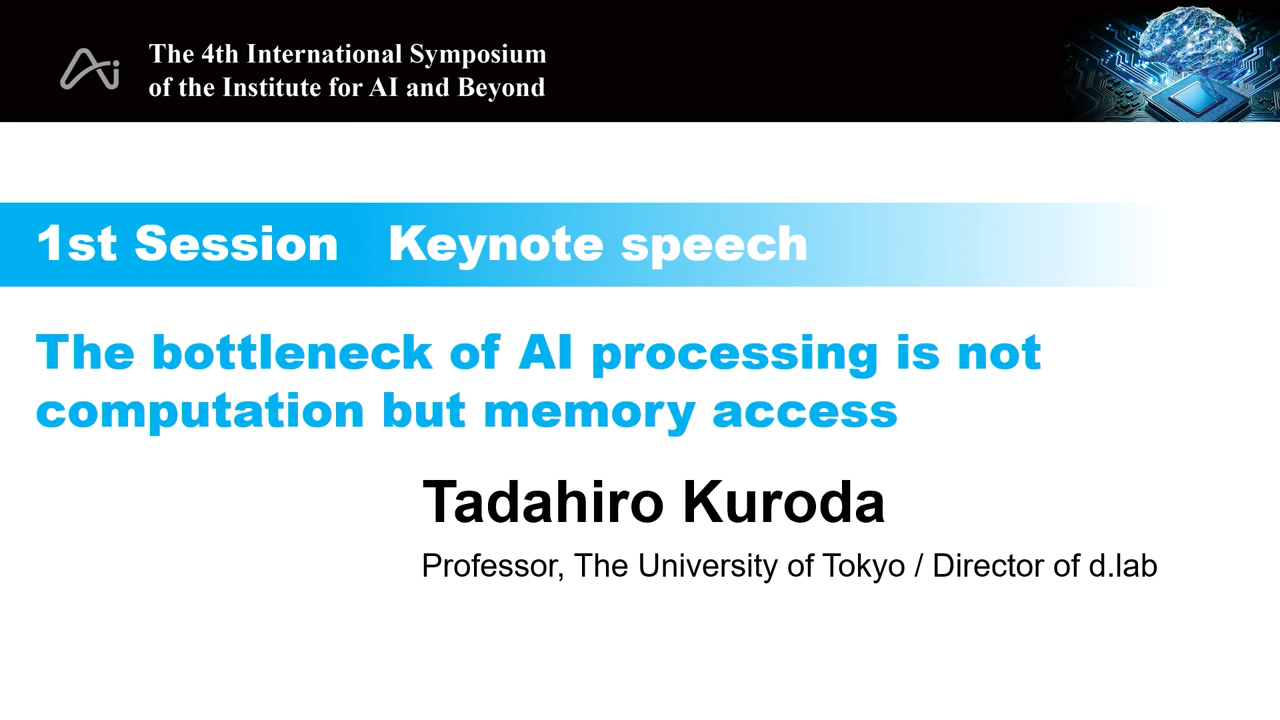 The 4th International Symposium
of the Institute for AI and Beyond
1st Session Keynote speech
The bottleneck of AI processing is not
computation but memory access
Tadahiro Kuroda
Professor, The University of Tokyo / Director of d.lab